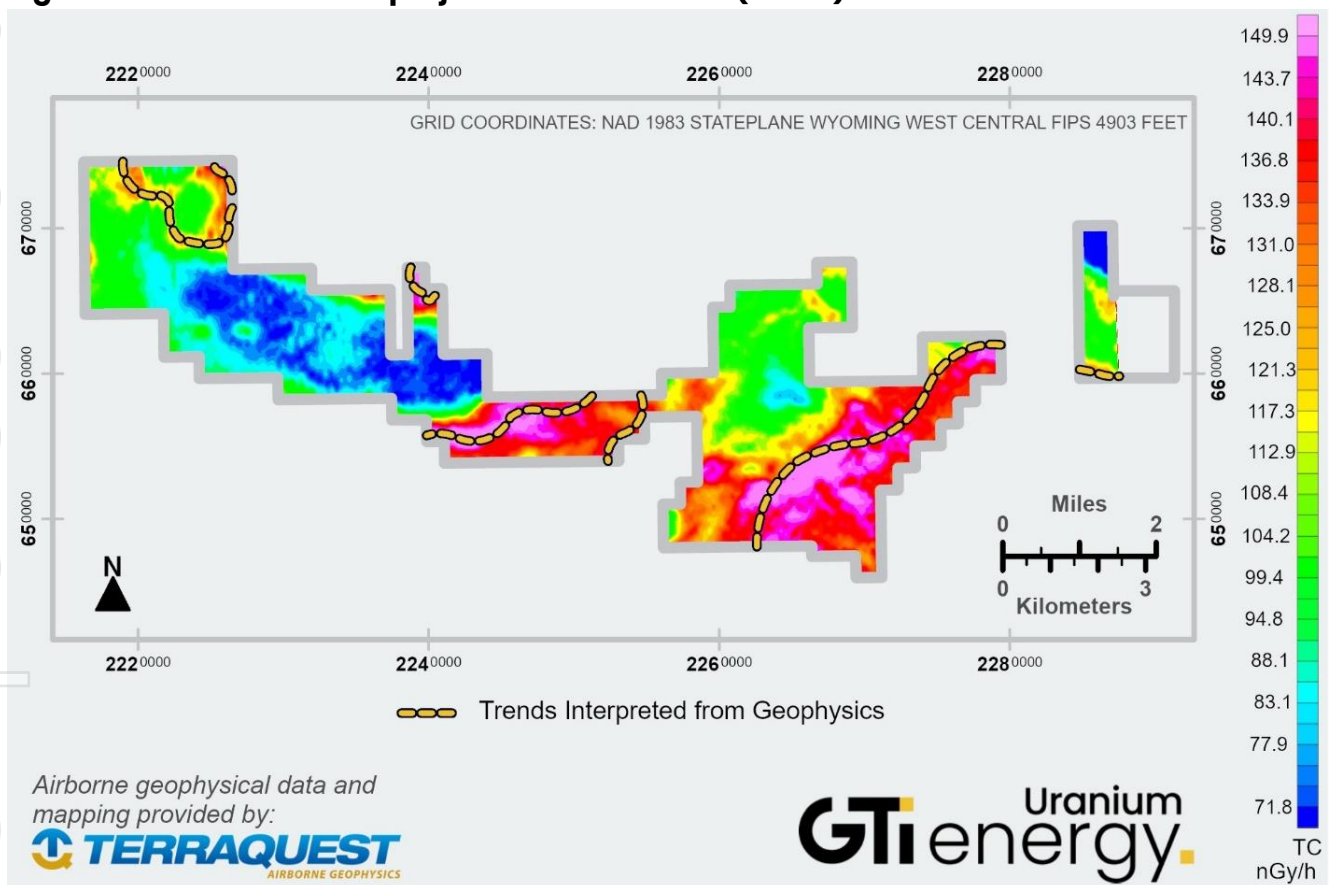 2220000 2240000 2260000 2280000
GRID COORDINATES: NAD 1983 STATEPLANE WYOMING WEST CENTRAL FIPS 4903 FEET
670000 670000
660000 660000
650000 650000
Miles
0 2
0 3
Kilometers
N
2220000 2240000 2260000 2280000
Trends Interpreted from Geophysics
149.9
143.7
140.1
136.8
133.9
131.0
128.1
125.0
121.3
117.3
112.9
108.4
104.2
99.4
94.8
88.1
83.1
77.9
71.8
TC
nGy/h
Airborne geophysical data and
mapping provided by:
TERRAQUEST
AIRBORNE GEOPHYSICS
GTi Uranium
energy.